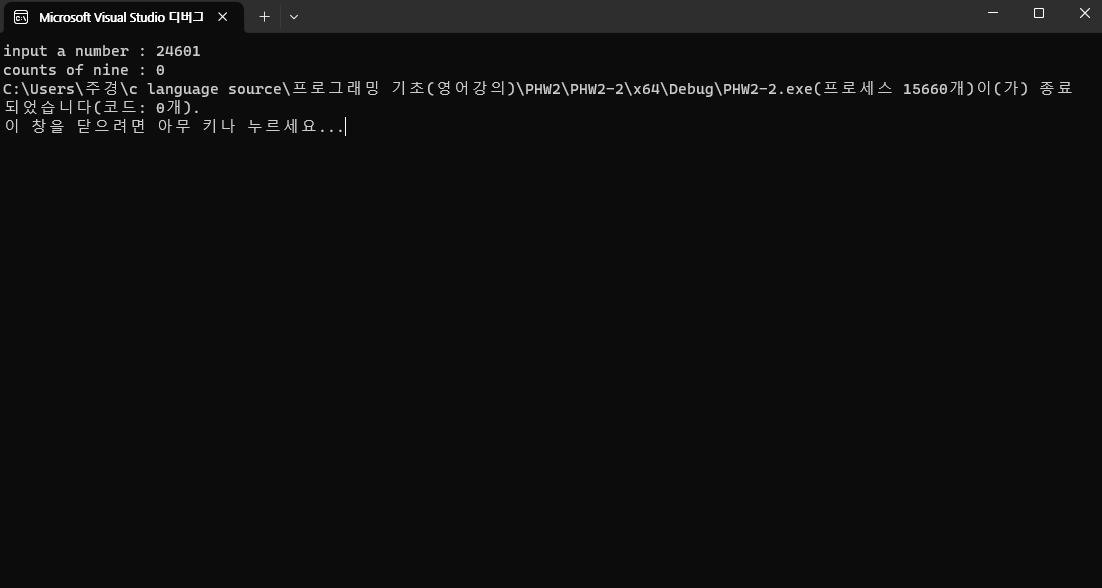 Microsoft Visual Studio 디버그
input a number : 24601
counts of nine : 0
C:\Users\주경\c language source\프로그래밍 기초(영어강의)\PHW2\PHW2-2\x64\Debug\PHW2-2.exe(프로세스 15660개)이(가) 종료
되었습니다(코드: 0개).
이 창을 닫으려면 아무 키나 누르세요...